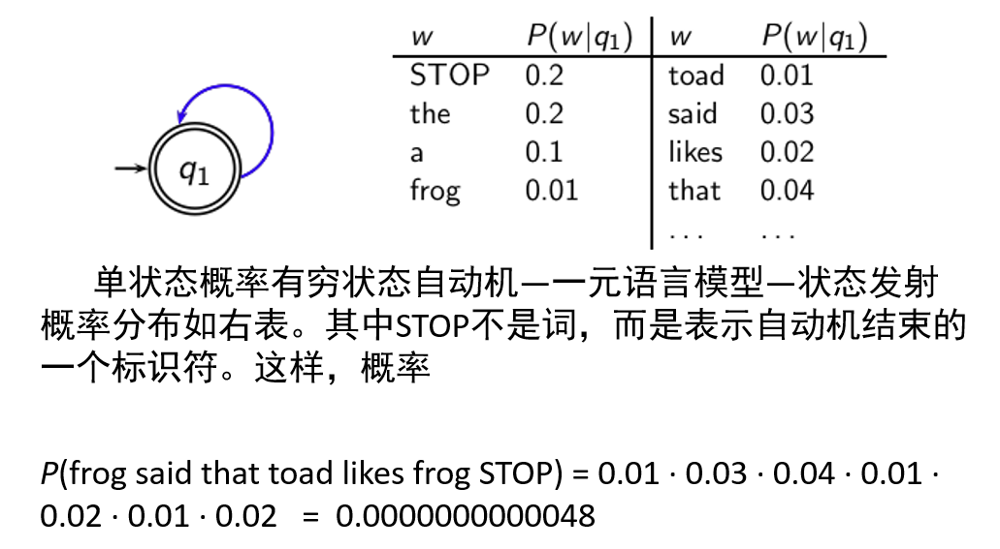 w P(w|q₁) w P(w|q₁)
STOP 0.2 toad 0.01
the 0.2 said 0.03
a 0.1 likes 0.02
frog 0.01 that 0.04
... ...
q₁
单状态概率有穷状态自动机—一元语言模型—状态发射
概率分布如右表。其中STOP不是词，而是表示自动机结束的
一个标识符。这样，概率
P(frog said that toad likes frog STOP) = 0.01 · 0.03 · 0.04 · 0.01 ·
0.02 · 0.01 · 0.02 = 0.0000000000048